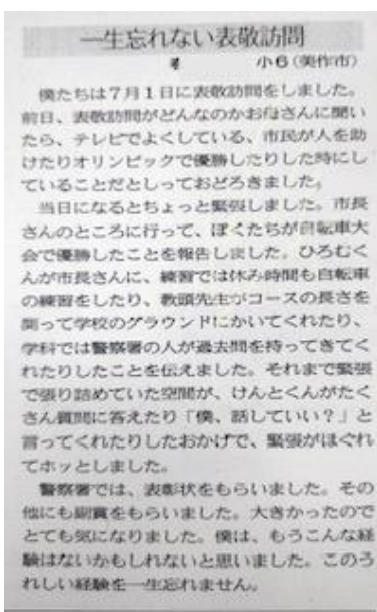 一生忘れない表敬訪問
小6(美作市)
僕たちは7月1日に表敬訪問をしました。
前日、表敬訪問がどんなのかお母さんに聞い
たら、テレビでよくしている、市民が人を助
けたりオリンピックで優勝したりした時にし
ていることだとしっておどろきました。
当日になるとちょっと緊張しました。市長
さんのところに行って、ぼくたちが自転車大
会で優勝したことを報告しました。ひろむく
んが市長さんに、練習では休み時間も自転車
の練習をしたり、教頭先生がコースの長さを
測って学校のグラウンドにかいてくれたり、
学科では警察署の人が過去問を持ってきてく
れたりしたことを伝えました。それまで緊張
で張り詰めていた空間が、けんとくんがたく
さん質問に答えたり「僕、話していい?」と
言ってくれたりしたおかげで、緊張がほぐれ
てホッとしました。
警察署では、表彰状をもらいました。その
他にも副賞をもらいました。大きかったので
とても気になりました。僕は、もうこんな経
験はないかもしれないと思いました。このう
れしい経験を一生忘れません。